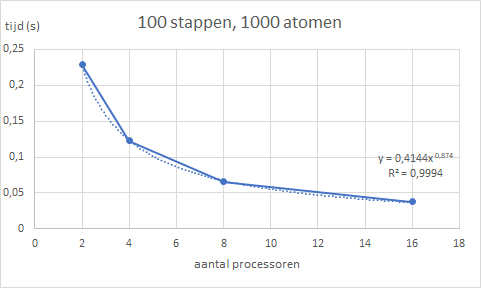 100 stappen, 1000 atomen
tijd (s)
0,25
0,2
0,15
0,1
0,05
0
y = 0,4144x^-0,874
R² = 0,9994
0 2 4 6 8 10 12 14 16 18
aantal processoren